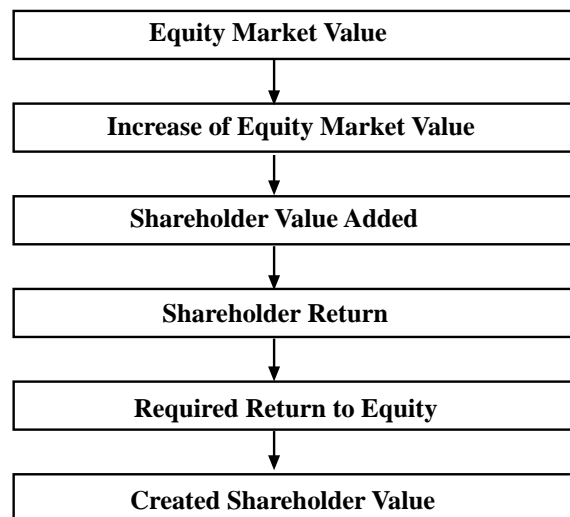 Equity Market Value
Increase of Equity Market Value
Shareholder Value Added
Shareholder Return
Required Return to Equity
Created Shareholder Value